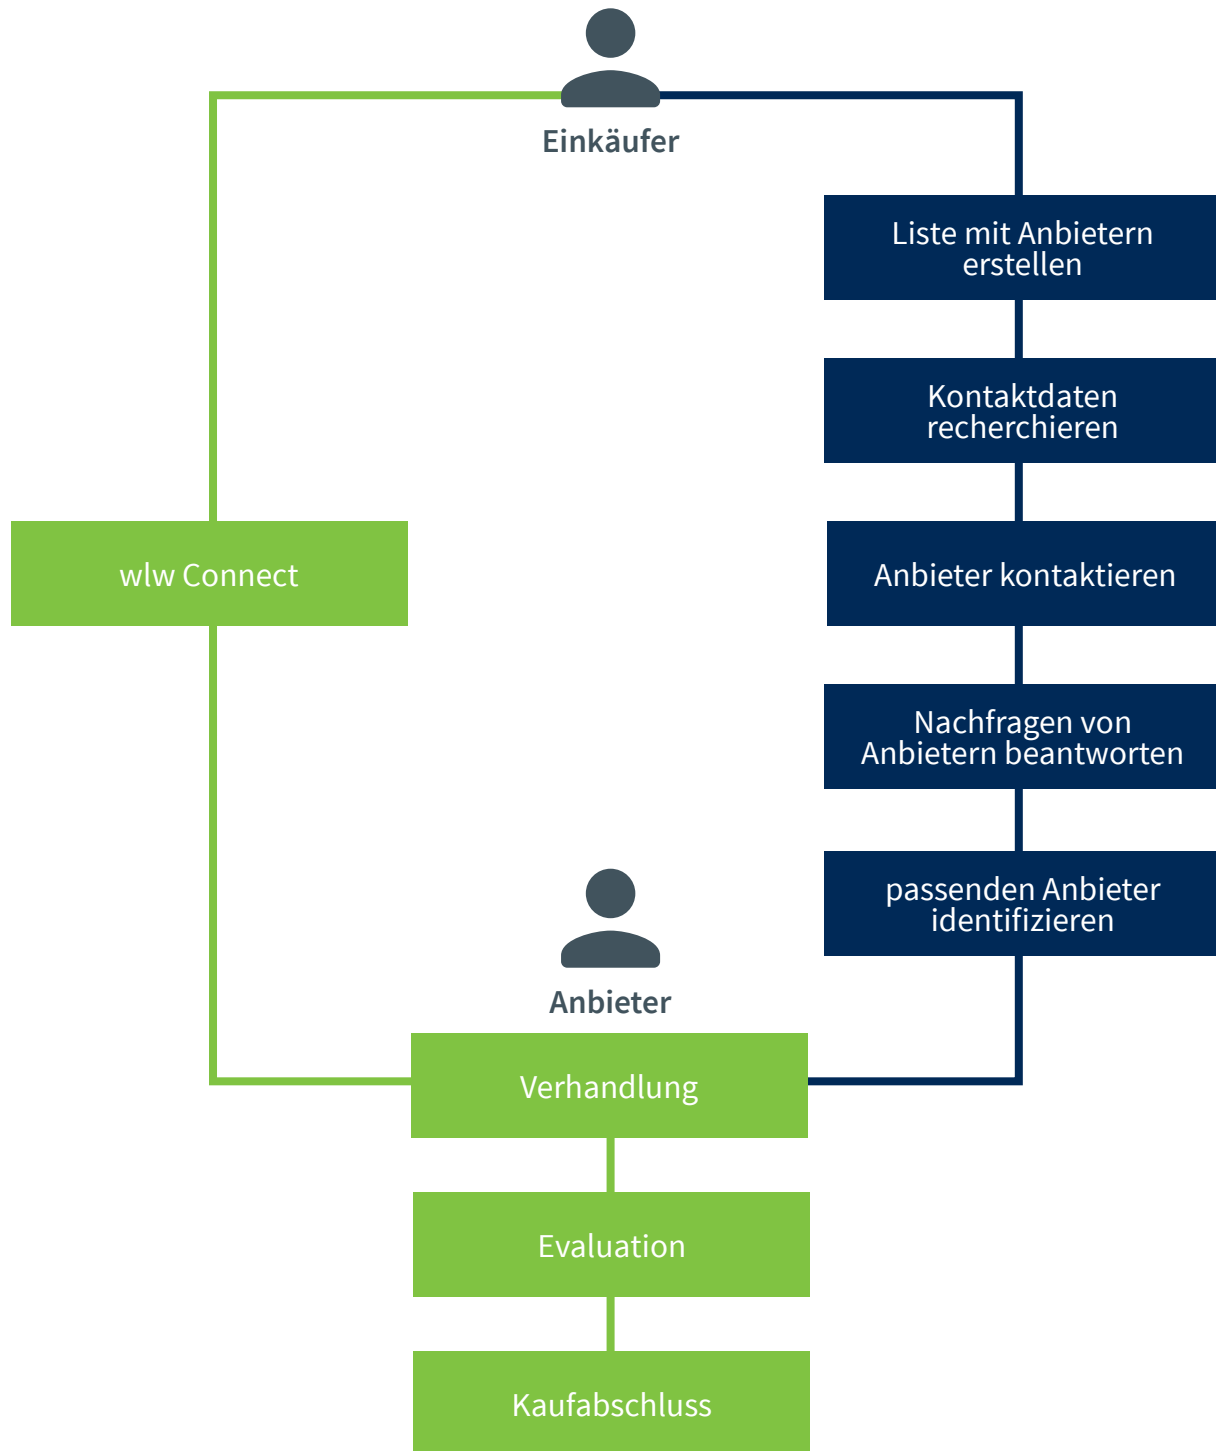 Einkäufer
Liste mit Anbietern
erstellen
Kontaktdaten
recherchieren
wlw Connect
Anbieter kontaktieren
Nachfragen von
Anbietern beantworten
passenden Anbieter
identifizieren
Anbieter
Verhandlung
Evaluation
Kaufabschluss